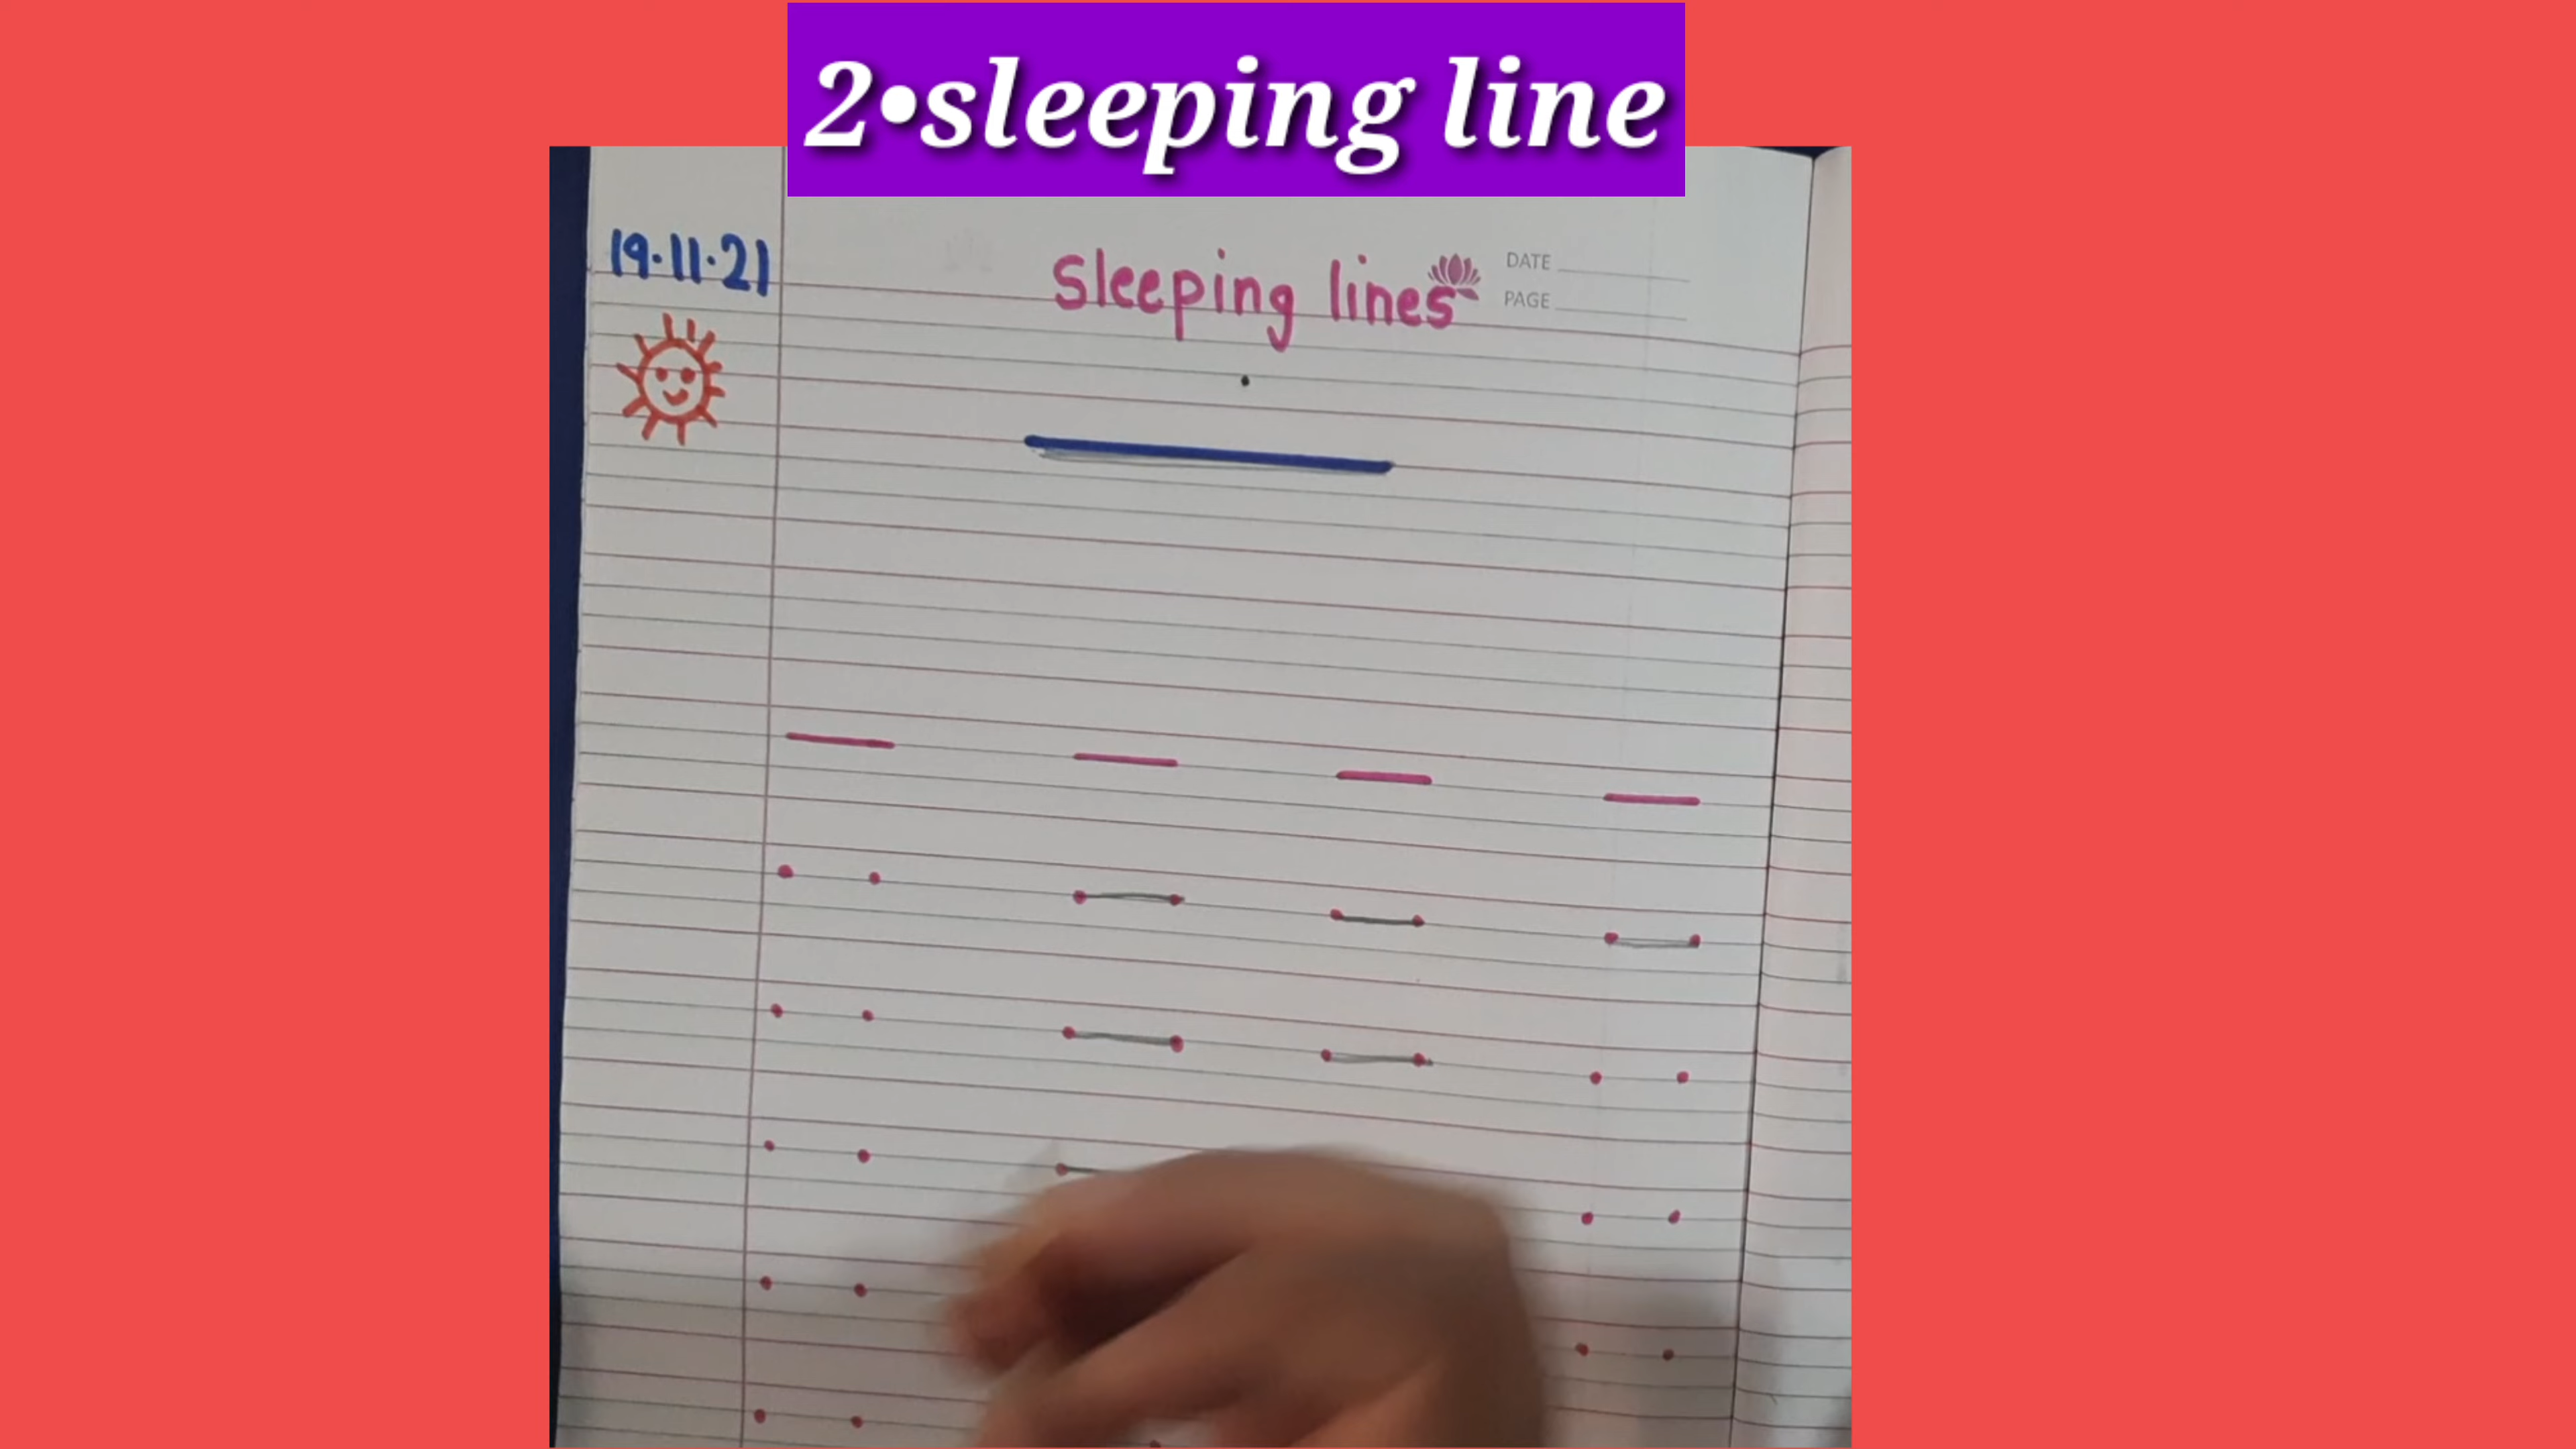 2•sleeping line
19.11.21
Sleeping lines
DATE
PAGE